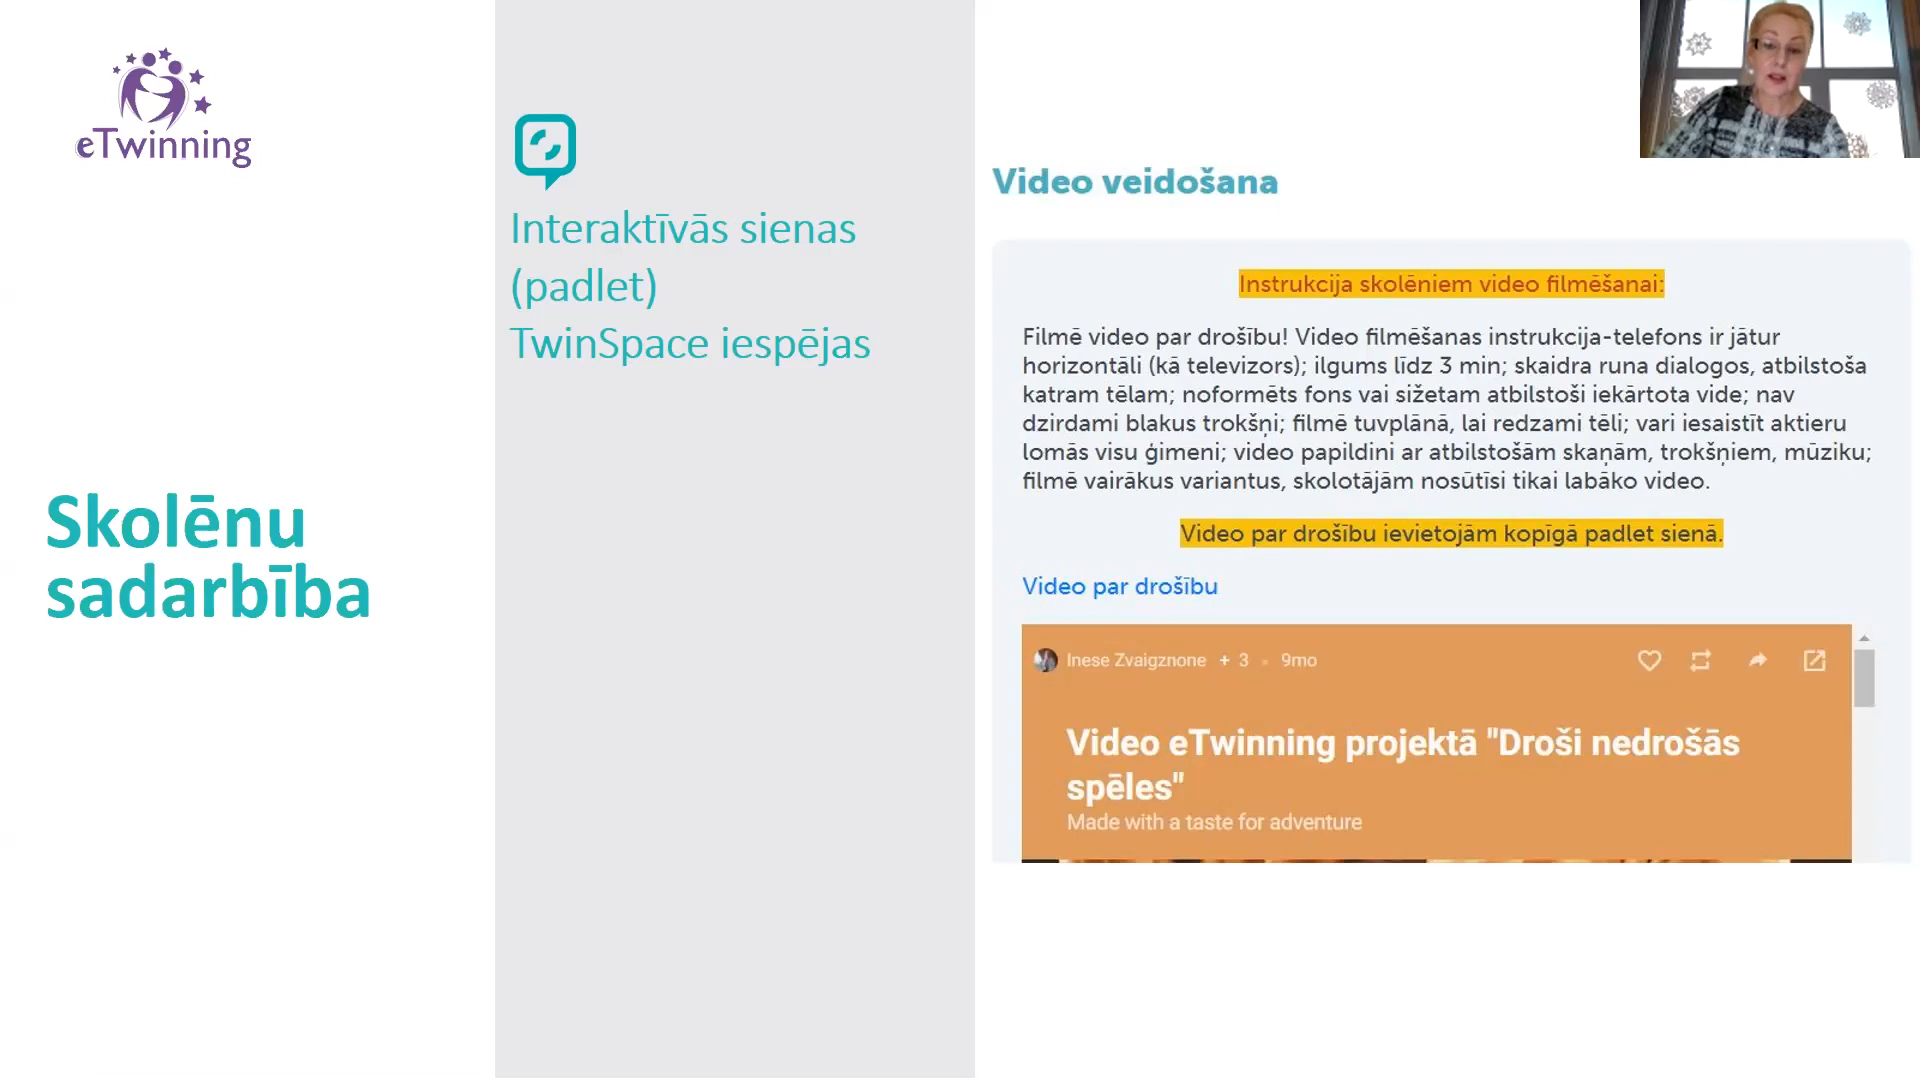 eTwinning
Skolēnu
sadarbība
Interaktīvās sienas
(padlet)
TwinSpace iespējas
Video veidošana
Instrukcija skolēniem video filmēšanai:
Filmē video par drošību! Video filmēšanas instrukcija-telefons ir jātur
horizontāli (kā televizors); ilgums līdz 3 min; skaidra runa dialogos, atbilstoša
katram tēlam; noformēts fons vai sižetam atbilstoši iekārtota vide; nav
dzirdami blakus trokšņi; filmē tuvplānā, lai redzami tēli; vari iesaistīt aktieru
lomās visu ģimeni; video papildini ar atbilstošām skaņām, trokšņiem, mūziku;
filmē vairākus variantus, skolotājām nosūtīsi tikai labāko video.
Video par drošību ievietojām kopīgā padlet sienā.
Video par drošību
Inese Zvaigznone + 3 • 9mo
Video eTwinning projektā "Droši nedrošās
spēles"
Made with a taste for adventure